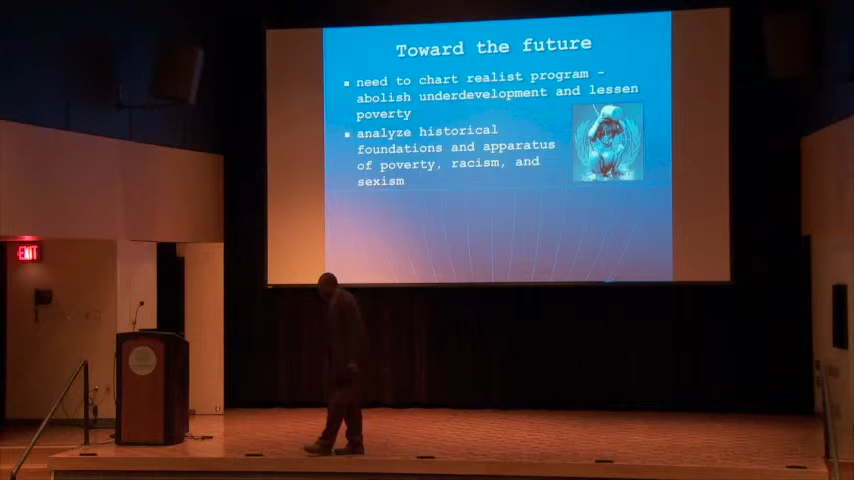 Toward the future
need to chart realist program -
abolish underdevelopment and lessen
poverty
analyze historical
foundations and apparatus
of poverty, racism, and
sexism
EXIT